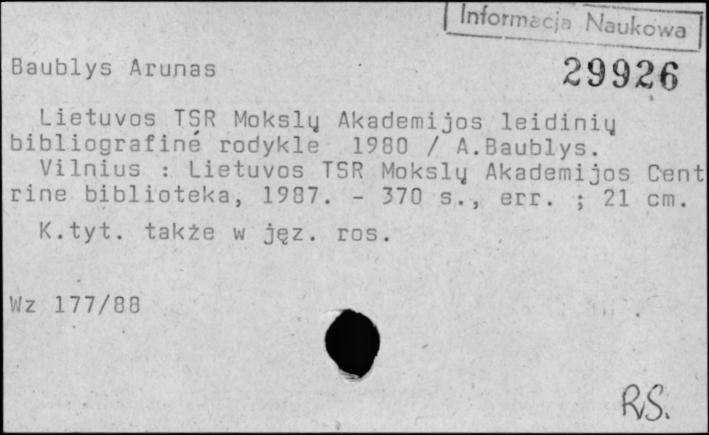 Informacja Naukowa
Baublys Arunas
29926
Lietuvos TSR Mokslų Akademijos leidinių
bibliografinė rodykle 1980 / A.Baublys.
Vilnius : Lietuvos TSR Mokslų Akademijos Cent
rine biblioteka, 1987. - 370 s., err. ; 21 cm.
K.tyt. także w jęz. ros.
Wz 177/88
RS.